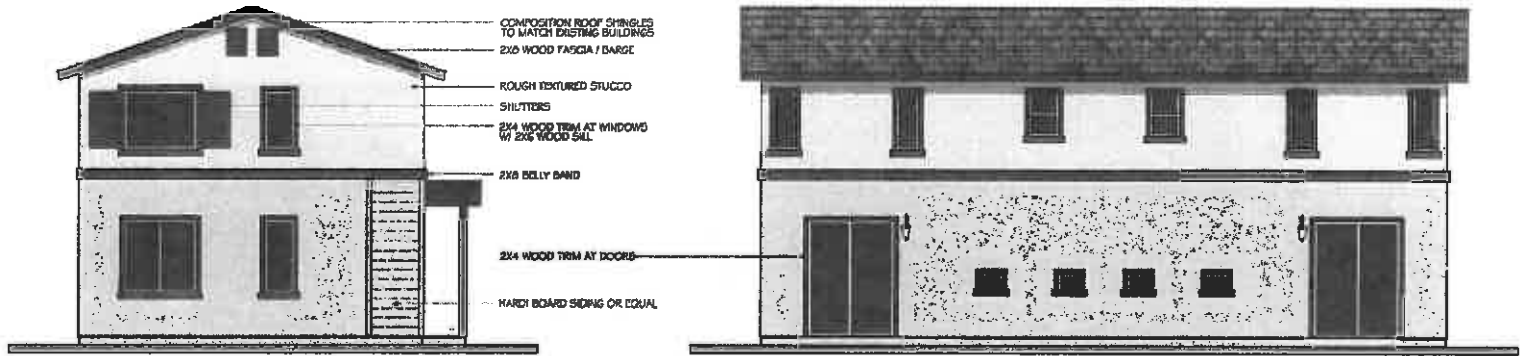 COMPOSITION ROOF SHINGLES
TO MATCH EXISTING BUILDINGS
2X8 WOOD FASCIA / BARGE
ROUGH TEXTURED STUCCO
SHUTTERS
2X4 WOOD TRIM AT WINDOWS
W/ 2X6 WOOD SILL
2X8 BELLY BAND
2X4 WOOD TRIM AT DOORS
HARDI BOARD SIDING OR EQUAL